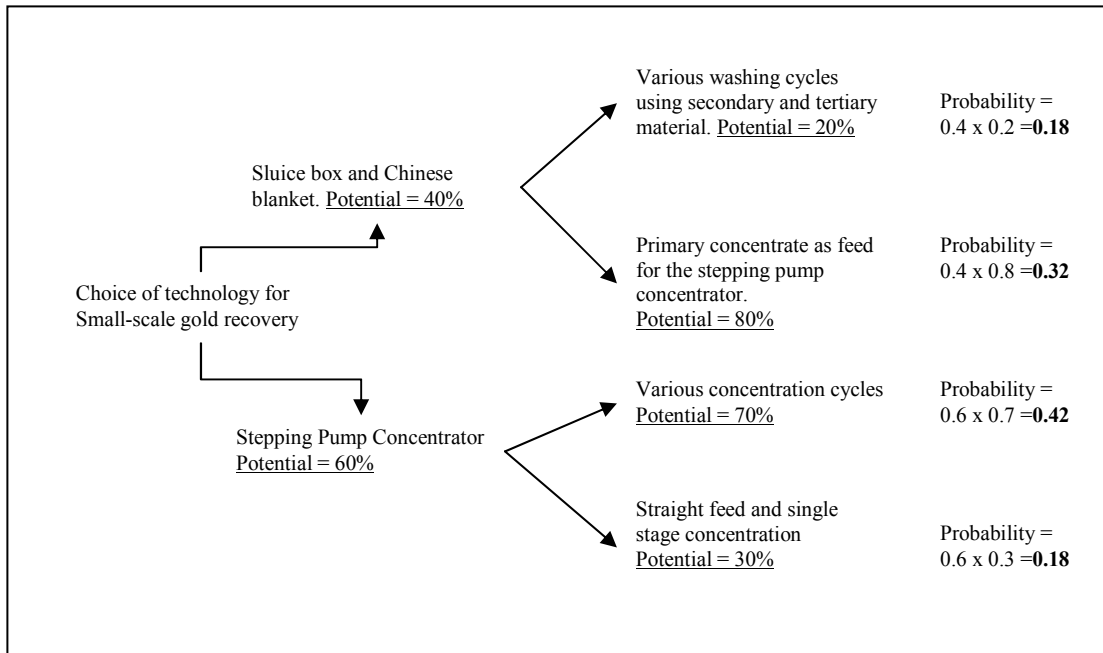 Various washing cycles
using secondary and tertiary
material. Potential = 20%
Probability =
0.4 x 0.2 =0.18
Sluice box and Chinese
blanket. Potential = 40%
Primary concentrate as feed
for the stepping pump
concentrator.
Potential = 80%
Probability =
0.4 x 0.8 =0.32
Choice of technology for
Small-scale gold recovery
Various concentration cycles
Potential = 70%
Probability =
0.6 x 0.7 =0.42
Stepping Pump Concentrator
Potential = 60%
Straight feed and single
stage concentration
Potential = 30%
Probability =
0.6 x 0.3 =0.18